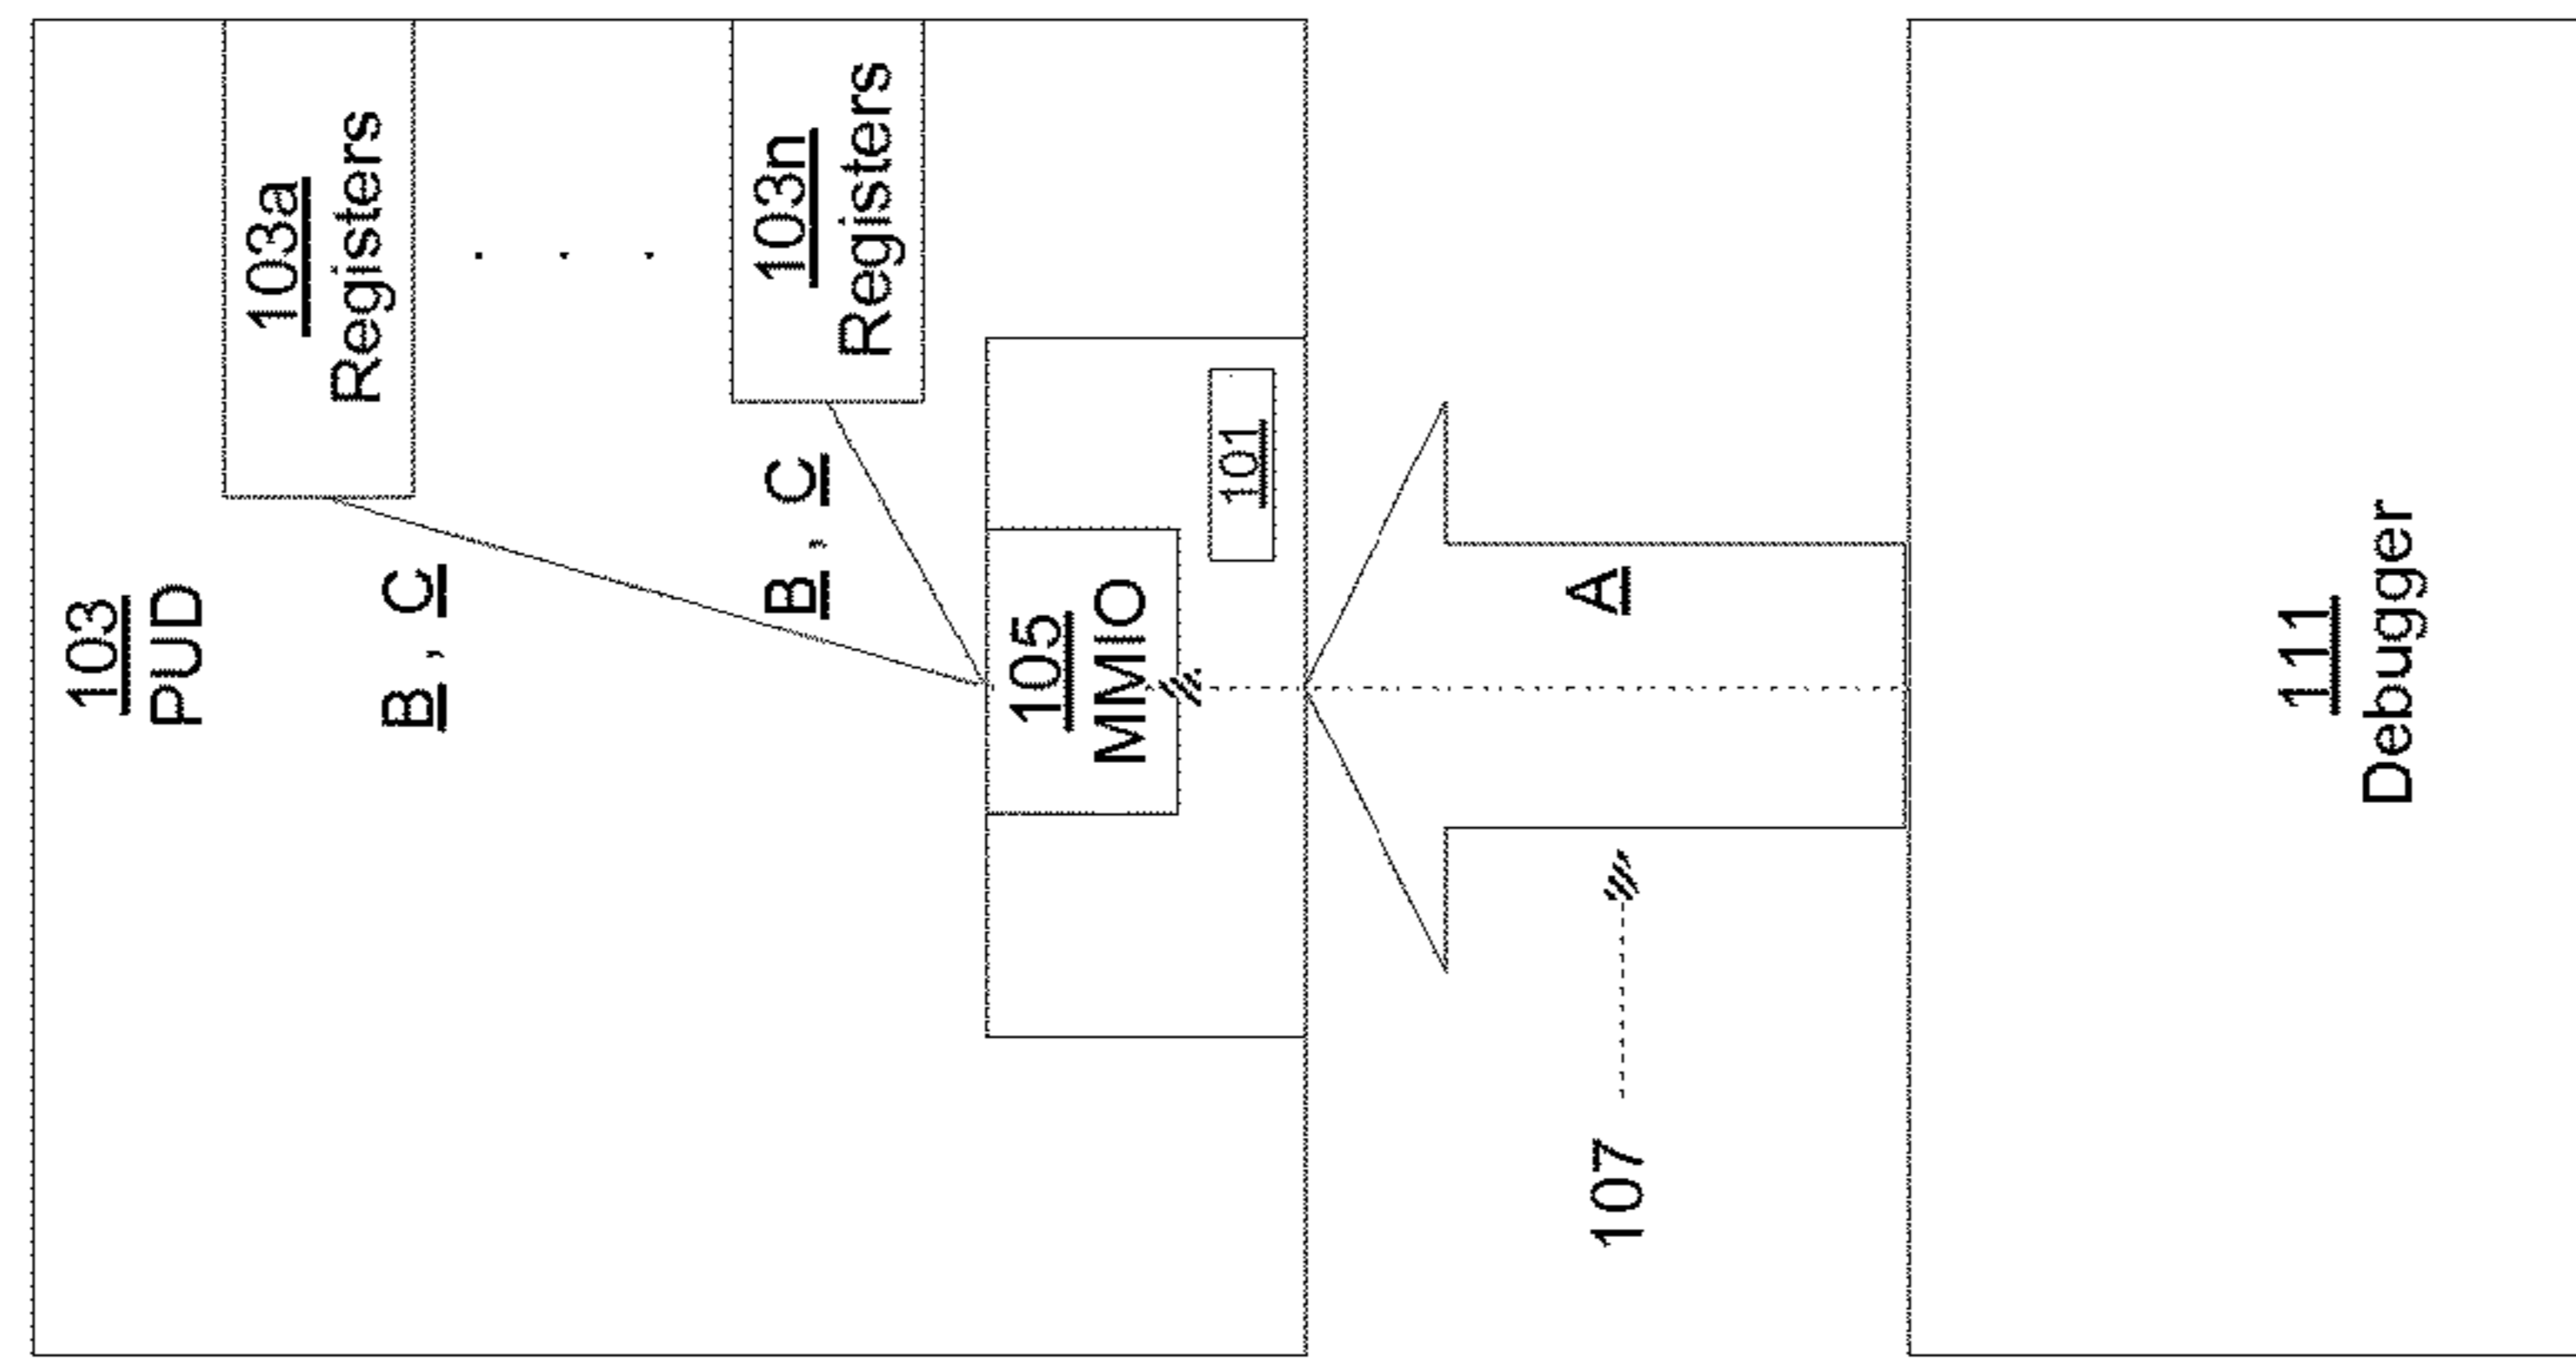 103
PUD
103a
Registers
B , C
. . .
103n
Registers
B , C
105
MMIO
101
A
107
111
Debugger